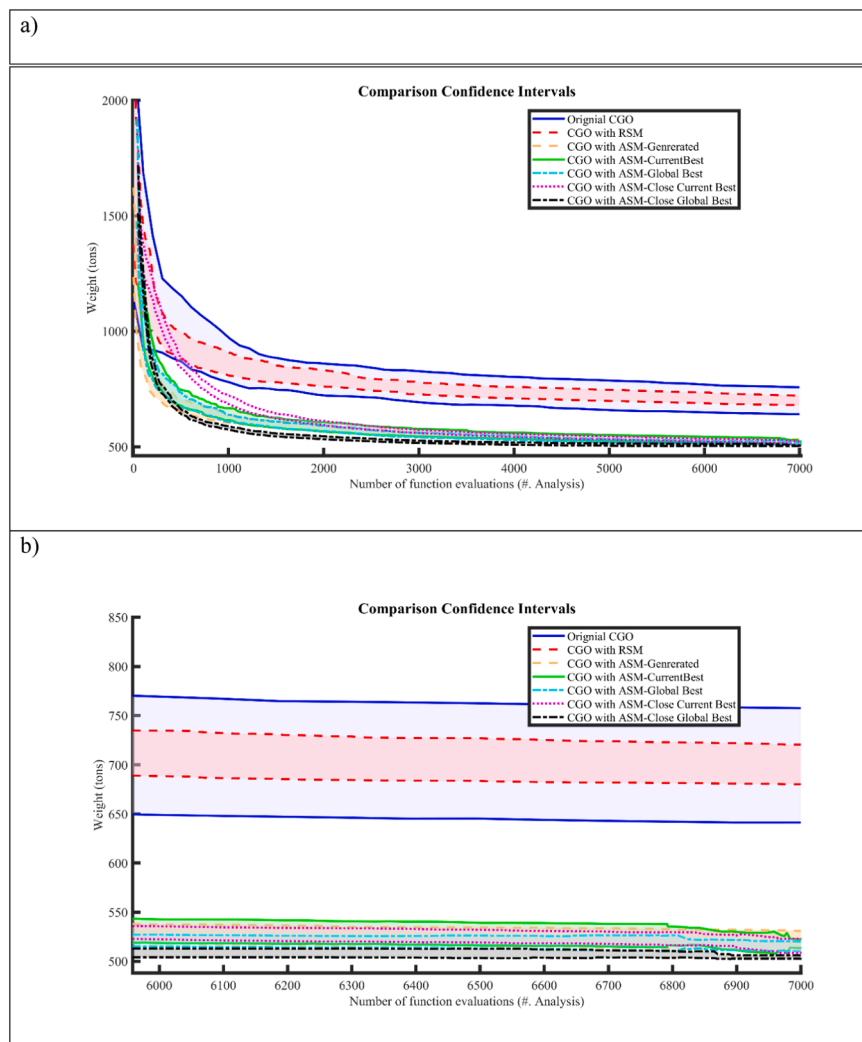 a)
Comparison Confidence Intervals
2000
1500
1000
500
Weight (tons)
Orignial CGO
CGO with RSM
CGO with ASM-Genrerated
CGO with ASM-CurrentBest
CGO with ASM-Global Best
CGO with ASM-Close Current Best
CGO with ASM-Close Global Best
0 1000 2000 3000 4000 5000 6000 7000
Number of function evaluations (#. Analysis)
b)
Comparison Confidence Intervals
850
800
750
700
650
600
550
500
Weight (tons)
Orignial CGO
CGO with RSM
CGO with ASM-Genrerated
CGO with ASM-CurrentBest
CGO with ASM-Global Best
CGO with ASM-Close Current Best
CGO with ASM-Close Global Best
6000 6100 6200 6300 6400 6500 6600 6700 6800 6900 7000
Number of function evaluations (#. Analysis)